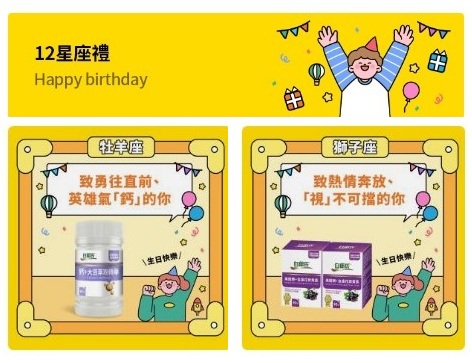 12星座禮
Happy birthday
牡羊座
致勇往直前、
英雄氣「鈣」的你
生日快樂
獅子座
致熱情奔放、
「視」不可擋的你
生日快樂